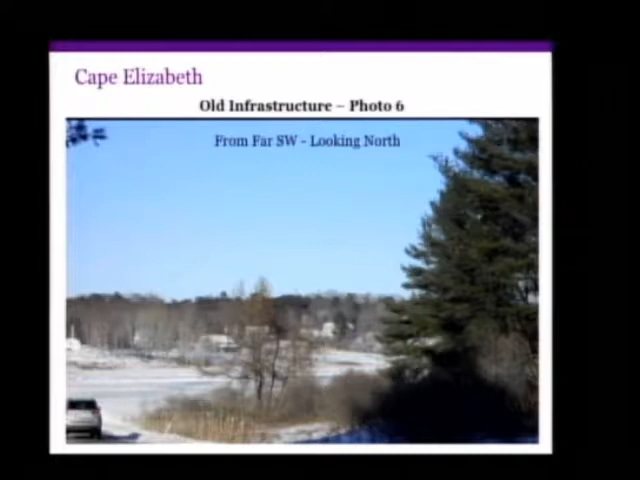 Cape Elizabeth
Old Infrastructure – Photo 6
From Far SW - Looking North